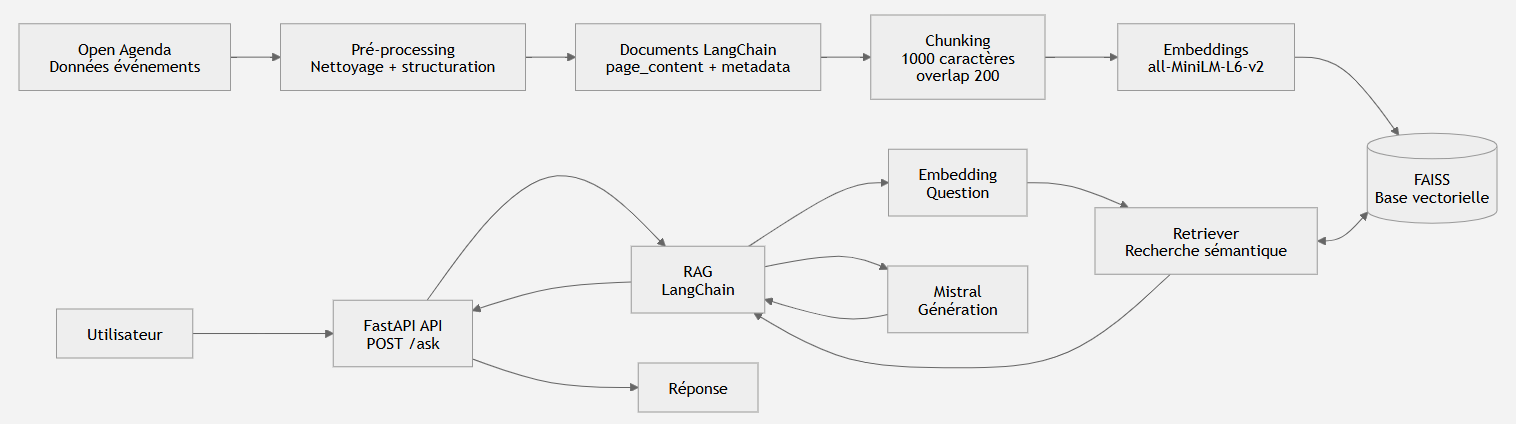 Open Agenda
Données événements
Pré-processing
Nettoyage + structuration
Documents LangChain
page_content + metadata
Chunking
1000 caractères
overlap 200
Embeddings
all-MiniLM-L6-v2
FAISS
Base vectorielle
Embedding
Question
Retriever
Recherche sémantique
RAG
LangChain
Mistral
Génération
Utilisateur
FastAPI API
POST /ask
Réponse